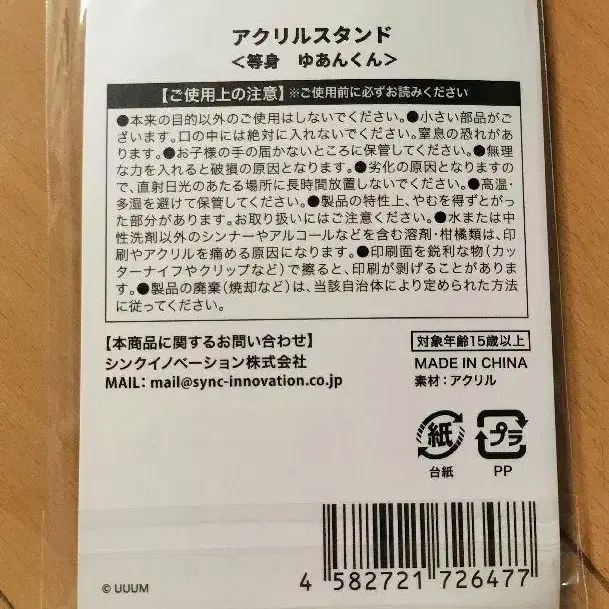 アクリルスタンド
＜等身　ゆあんくん＞
【ご使用上の注意】※ご使用前に必ずお読みください
●本来の目的以外のご使用はしないでください。●小さい部品がご
ざいます。口の中には絶対に入れないでください。窒息の恐れがあ
ります。●お子様の手の届かないところに保管してください。●無理
な力を入れると破損の原因となります。●劣化の原因となりますの
で、直射日光のあたる場所に長時間放置しないでください。●高温・
多湿を避けて保管してください。●製品の特性上、やむを得ずとがっ
た部分があります。お取り扱いにはご注意ください。●水または中
性洗剤以外のシンナーやアルコールなどを含む溶剤・柑橘類は、印
刷やアクリルを痛める原因になります。●印刷面を鋭利な物（カッ
ターナイフやクリップなど）で擦ると、印刷が剥げることがありま
す。●製品の廃棄（焼却など）は、当該自治体により定められた方法
に従ってください。
【本商品に関するお問い合わせ】
シンクイノベーション株式会社
MAIL: mail@sync-innovation.co.jp
対象年齢15歳以上
MADE IN CHINA
素材：アクリル
紙
台紙
プラ
PP
© UUUM
4 582721 726477